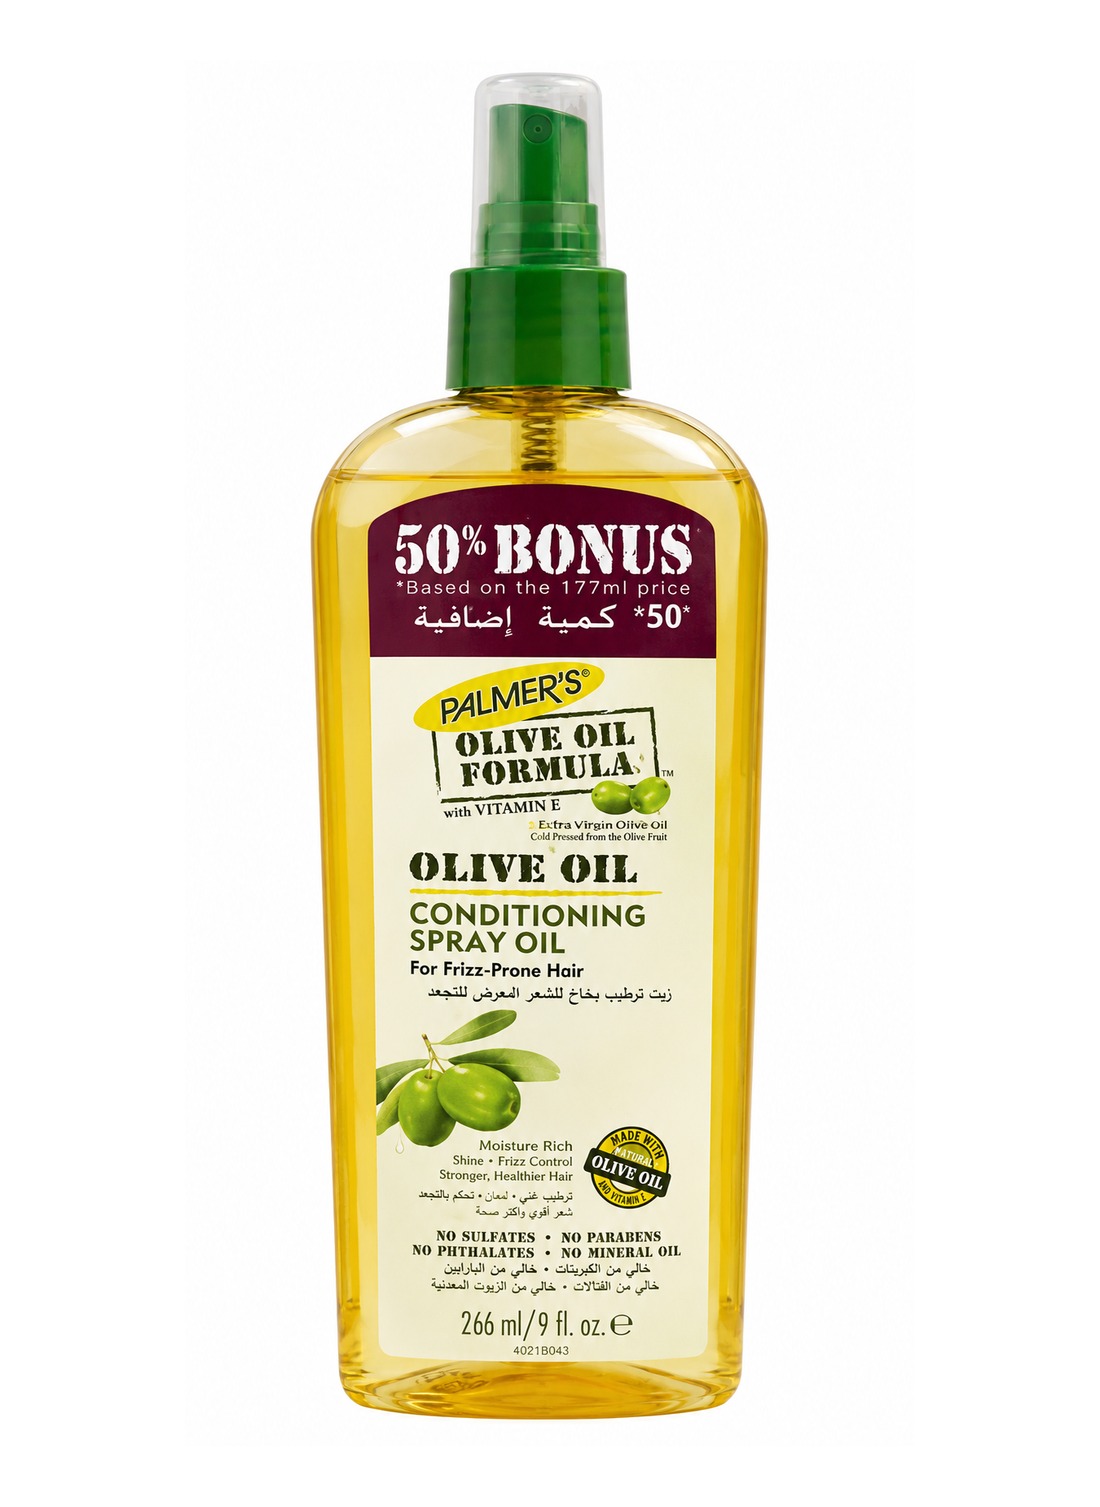 50% BONUS
*Based on the 177ml price
*50* كمية إضافية
PALMER'S©
OLIVE OIL
FORMULA™
with VITAMIN E
Extra Virgin Olive Oil
Cold Pressed from the Olive Fruit
OLIVE OIL
CONDITIONING
SPRAY OIL
For Frizz-Prone Hair
زيت ترطيب بخاخ للشعر المعرض للتجعد
Moisture Rich
Shine • Frizz Control
Stronger, Healthier Hair
ترطيب غني • لمعان • تحكم بالتجعد
شعر أقوي واكثر صحة
MADE WITH
NATURAL
OLIVE OIL
AND VITAMIN E
NO SULFATES • NO PARABENS
NO PHTHALATES • NO MINERAL OIL
خالي من الكبريتات • خالي من البارابين
خالي من الفتالات • خالي من الزيوت المعدنية
266 ml/9 fl. oz. e
4021B043